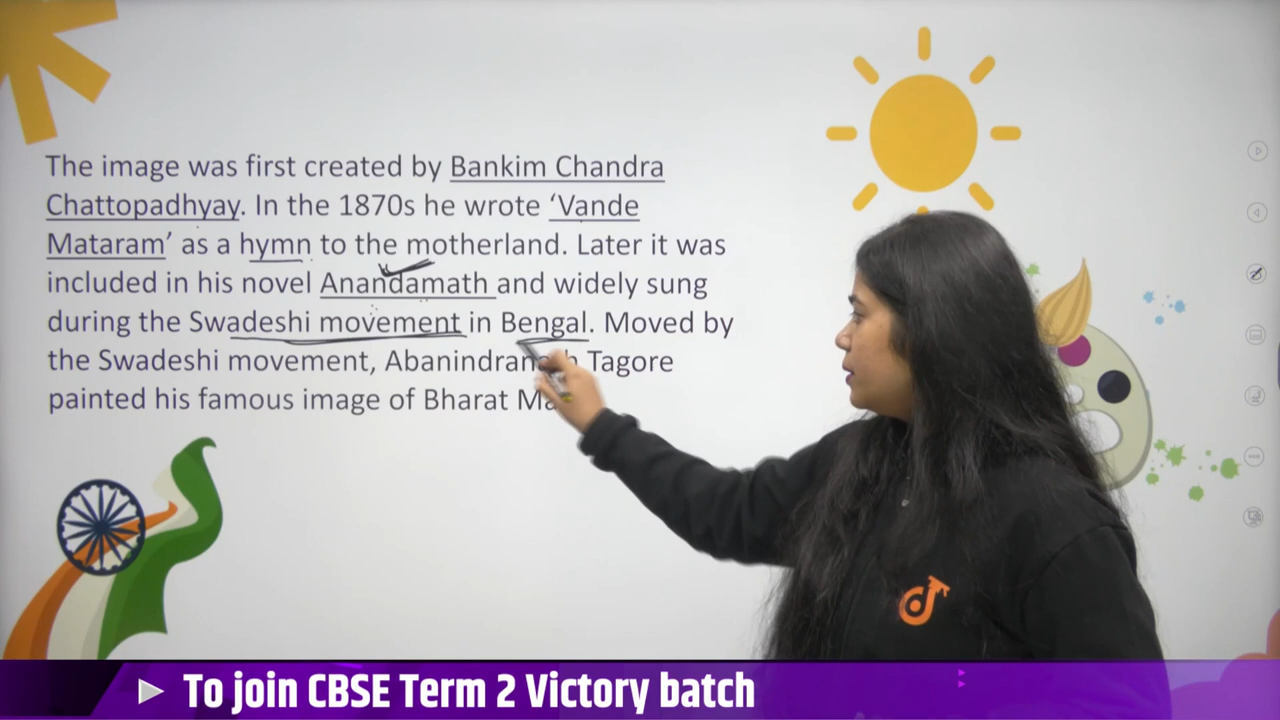 The image was first created by Bankim Chandra
Chattopadhyay. In the 1870s he wrote ‘Vande
Mataram’ as a hymn to the motherland. Later it was
included in his novel Anandamath and widely sung
during the Swadeshi movement in Bengal. Moved by
the Swadeshi movement, Tagore
painted his famous image of Bharat
To join CBSE Term 2 Victory batch